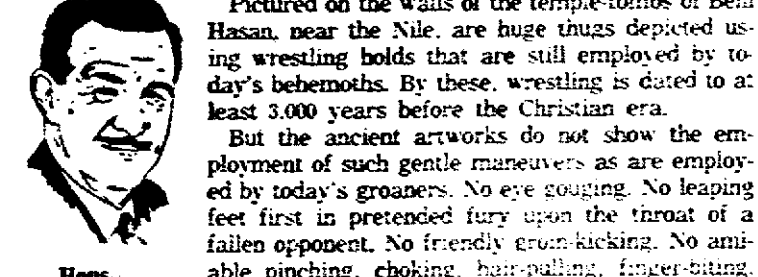 Pictured on the walls of the temple-tombs of Beni
Hasan, near the Nile, are huge thugs depicted us-
ing wrestling holds that are still employed by to-
day's behemoths. By these, wrestling is dated to at
least 3,000 years before the Christian era.
But the ancient artworks do not show the em-
ployment of such gentle maneuvers as are employ-
ed by today's groaners. No eye gouging. No leaping
feet first in pretended fury upon the throat of a
fallen opponent. No friendly groin-kicking. No ami-
able pinching, choking, hair-pulling, finger-biting,